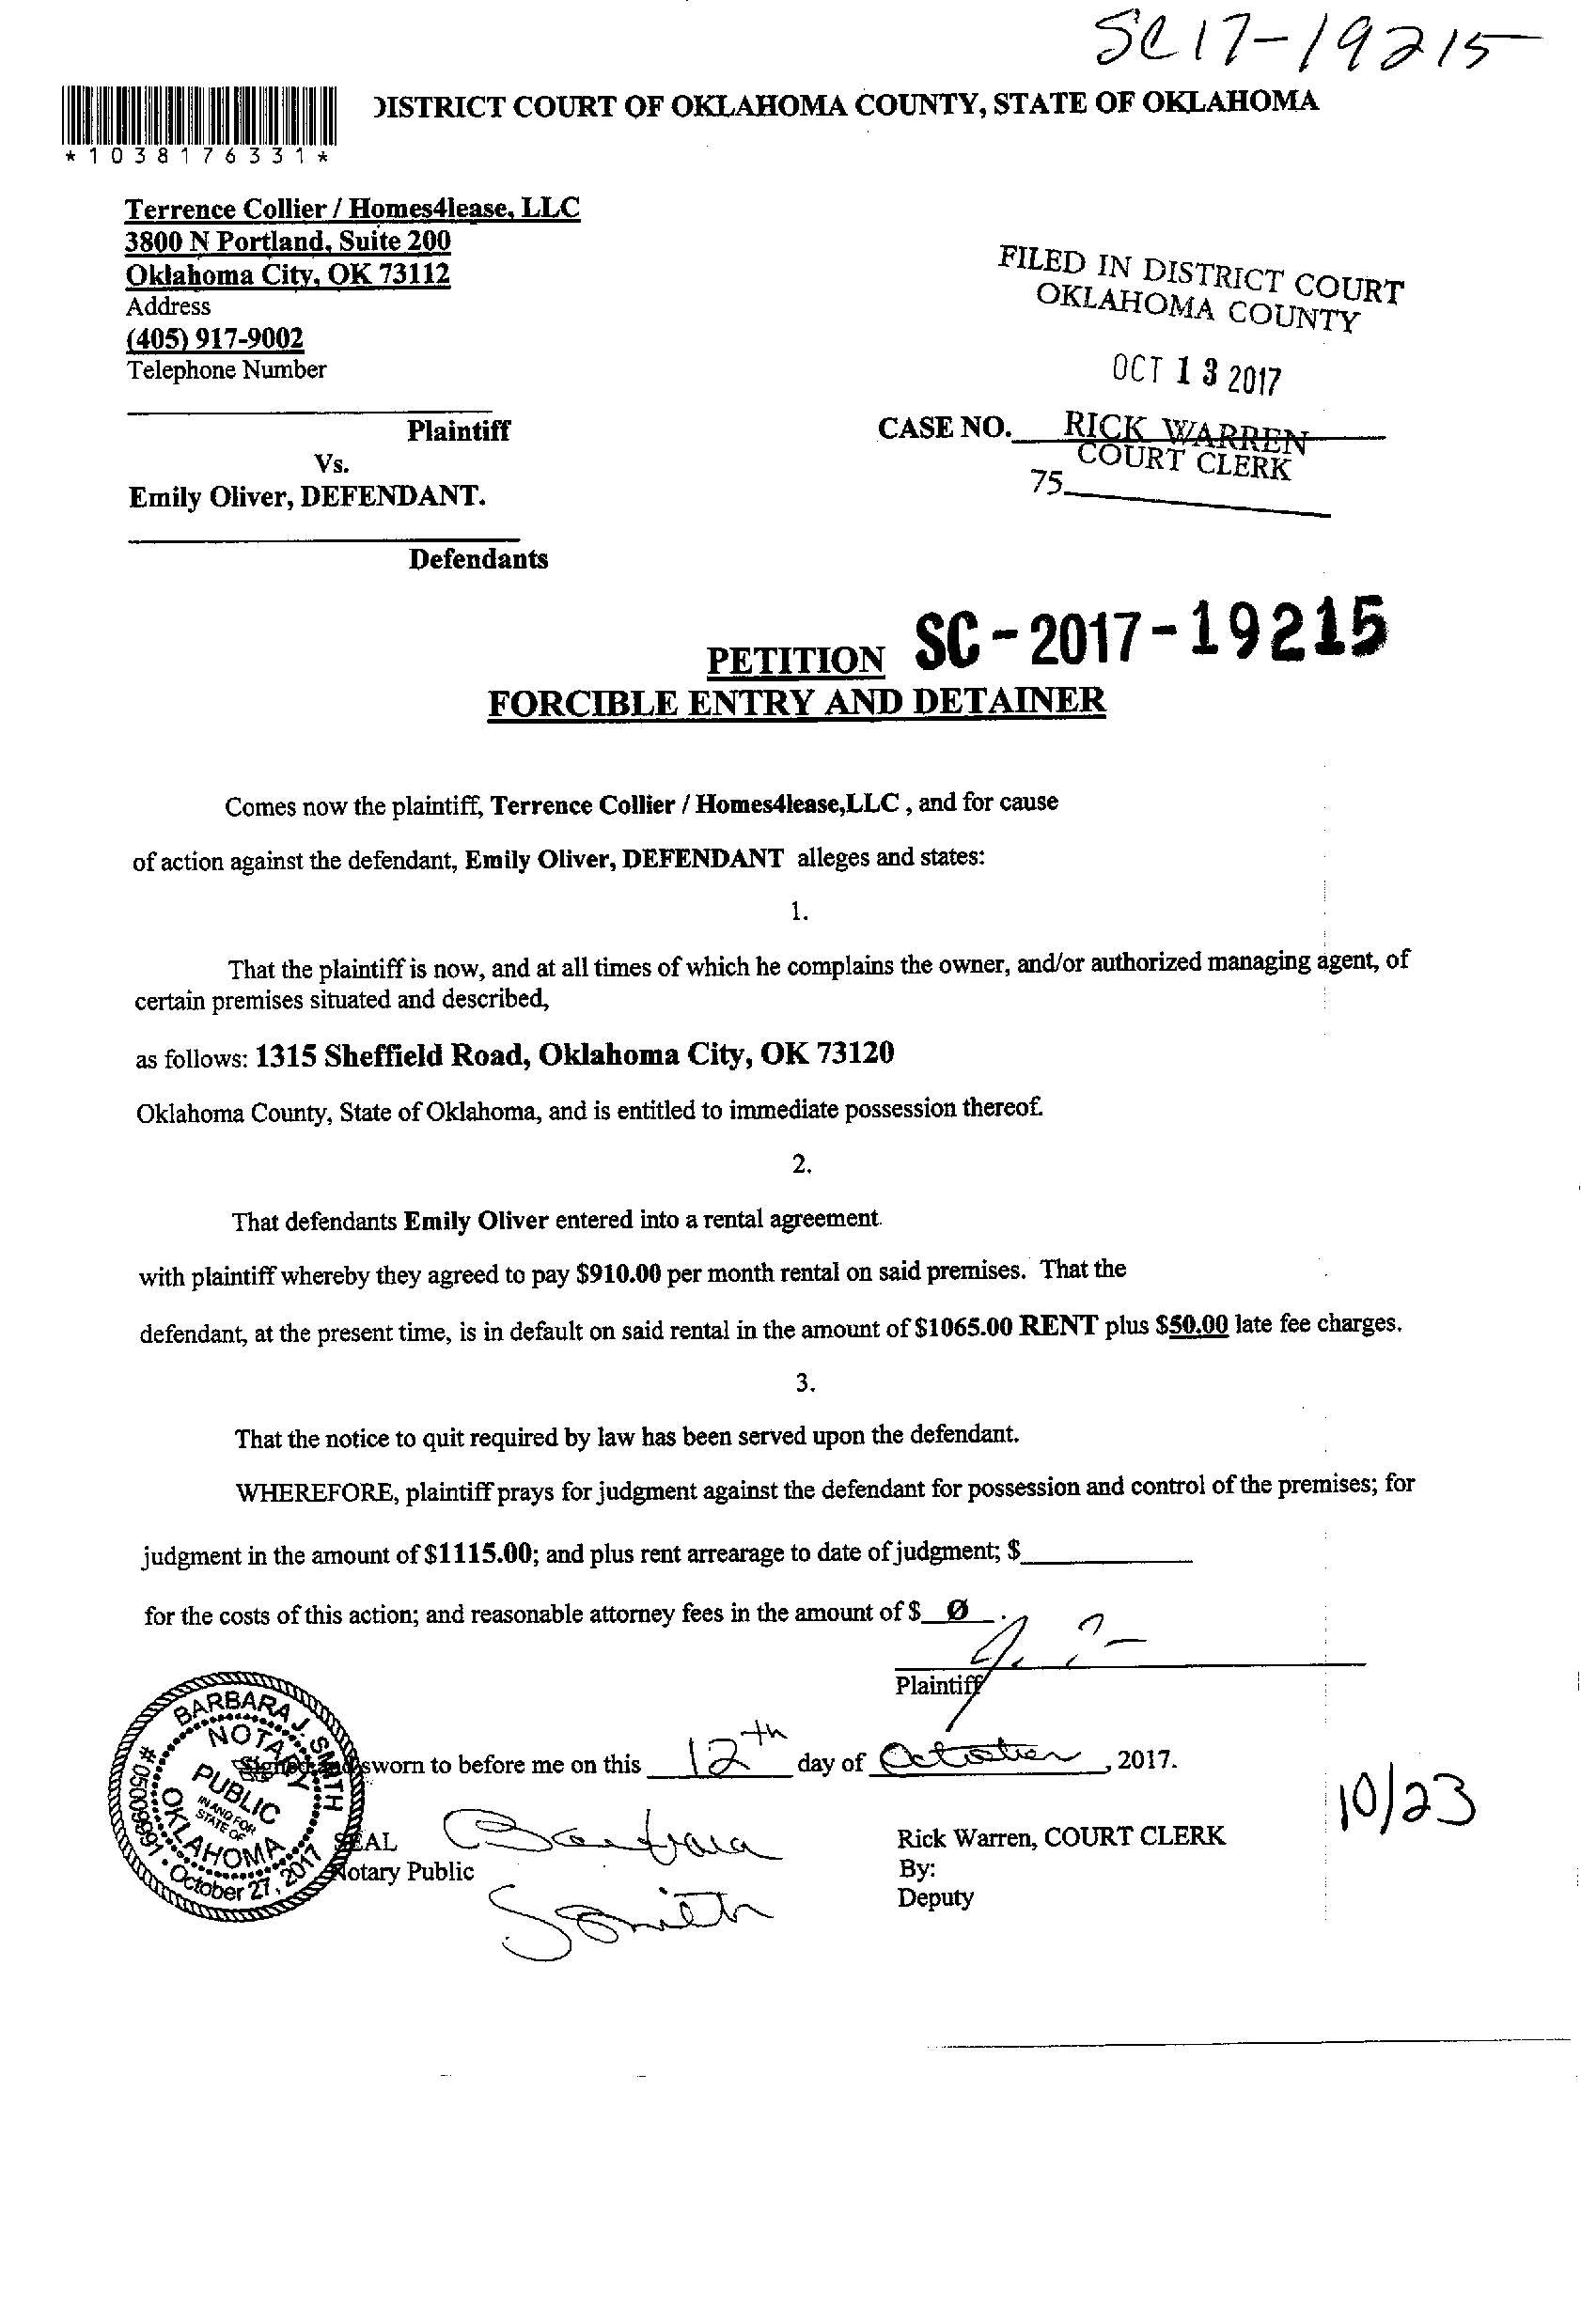 SC17-19215
DISTRICT COURT OF OKLAHOMA COUNTY, STATE OF OKLAHOMA
*1038176331*
Terrence Collier / Homes4lease, LLC
3800 N Portland, Suite 200
Oklahoma City, OK 73112
Address
(405) 917-9002
Telephone Number
FILED IN DISTRICT COURT
OKLAHOMA COUNTY
OCT 13 2017
RICK WARREN
COURT CLERK
75
Plaintiff
CASE NO.
Vs.
Emily Oliver, DEFENDANT.
Defendants
SC-2017-19215
PETITION
FORCIBLE ENTRY AND DETAINER
Comes now the plaintiff, Terrence Collier / Homes4lease,LLC , and for cause
of action against the defendant, Emily Oliver, DEFENDANT alleges and states:
1.
That the plaintiff is now, and at all times of which he complains the owner, and/or authorized managing agent, of
certain premises situated and described,
as follows: 1315 Sheffield Road, Oklahoma City, OK 73120
Oklahoma County, State of Oklahoma, and is entitled to immediate possession thereof.
2.
That defendants Emily Oliver entered into a rental agreement
with plaintiff whereby they agreed to pay $910.00 per month rental on said premises. That the
defendant, at the present time, is in default on said rental in the amount of $1065.00 RENT plus $50.00 late fee charges.
3.
That the notice to quit required by law has been served upon the defendant.
WHEREFORE, plaintiff prays for judgment against the defendant for possession and control of the premises; for
judgment in the amount of $1115.00; and plus rent arrearage to date of judgment; $
for the costs of this action; and reasonable attorney fees in the amount of $ Ø .
Plaintiff
Signed and sworn to before me on this 12th day of October, 2017.
10/23
SEAL
Notary Public
Barbara
Smith
Rick Warren, COURT CLERK
By:
Deputy
BARBARA J. SMITH
NOTARY
PUBLIC
IN AND FOR
STATE OF
OKLAHOMA
# 05009991 • October 27, 2017